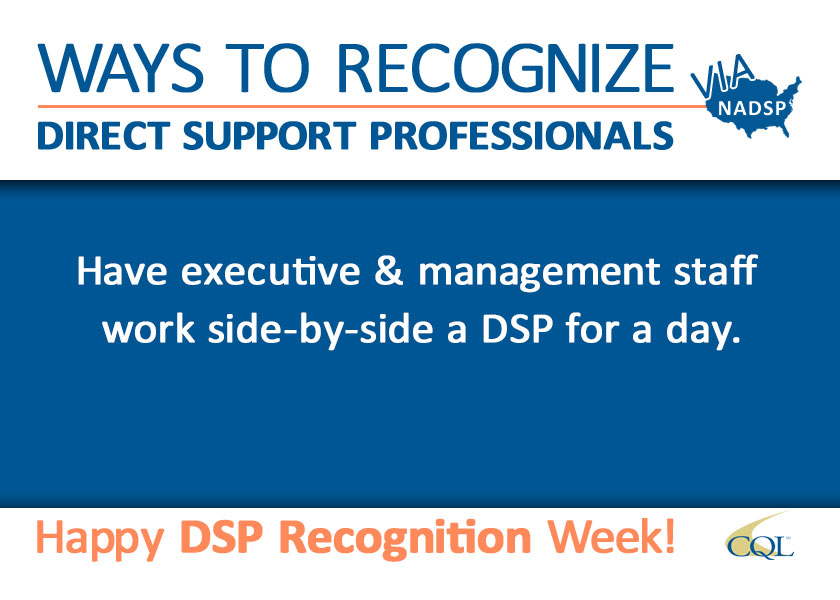 WAYS TO RECOGNIZE
VIA
NADSP
DIRECT SUPPORT PROFESSIONALS
Have executive & management staff
work side-by-side a DSP for a day.
Happy DSP Recognition Week!
CQL™